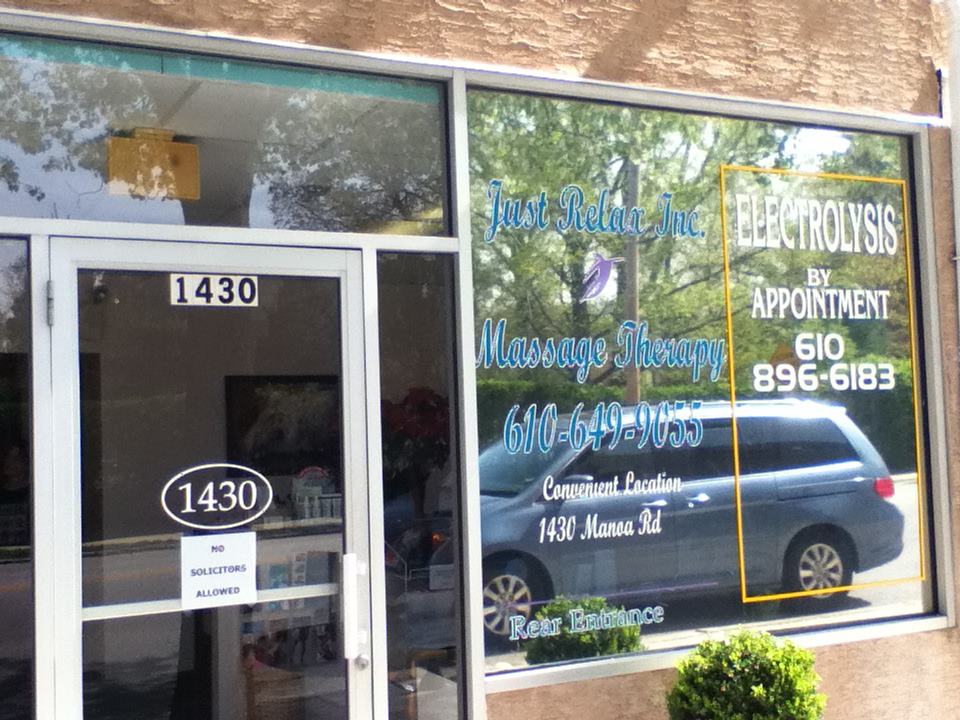 1430
1430
NO
SOLICITORS
ALLOWED
Just Relax Inc.
Massage Therapy
610-649-9055
Convenient Location
1430 Manoa Rd
Rear Entrance
ELECTROLYSIS
BY
APPOINTMENT
610
896-6183